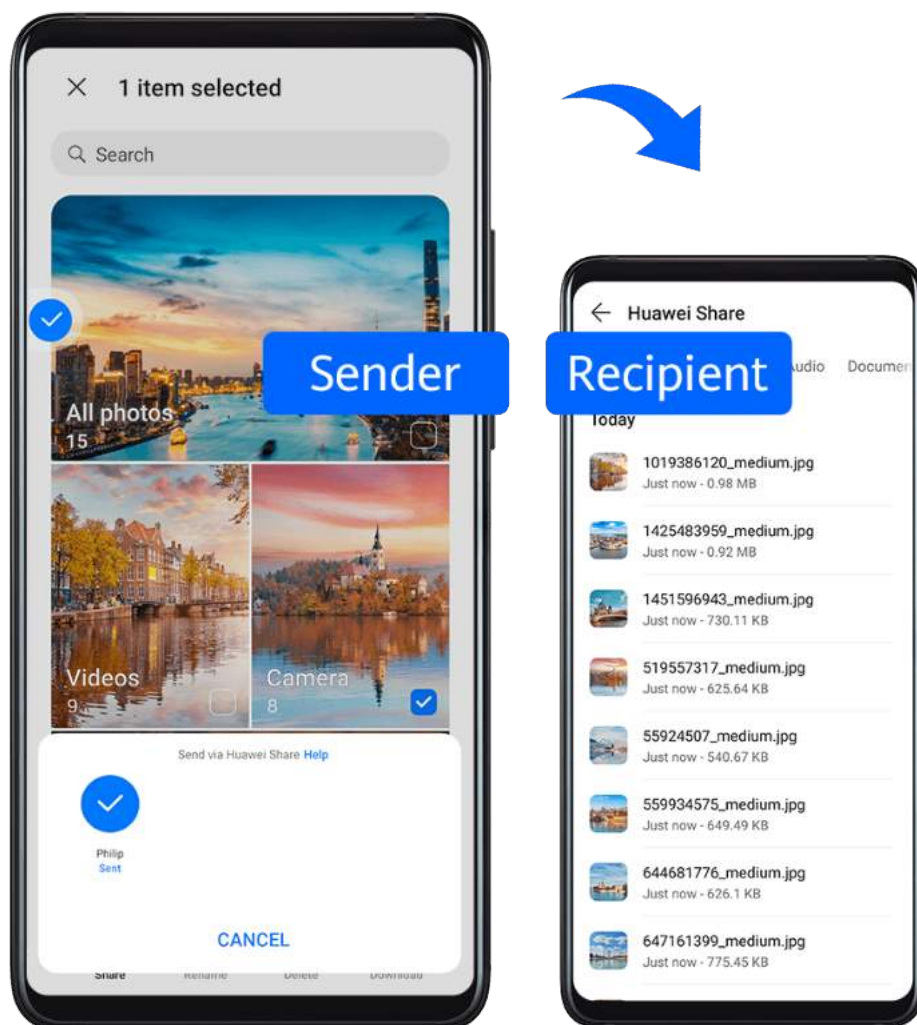 1 item selected
Search
All photos
15
Videos
9
Camera
8
Send via Huawei Share Help
Philip
Sent
CANCEL
Share Rename Delete Download
Sender
Recipient
Huawei Share
Documen
Today
1019386120_medium.jpg
Just now - 0.98 MB
1425483959_medium.jpg
Just now - 0.92 MB
1451596943_medium.jpg
Just now - 730.11 KB
519557317_medium.jpg
Just now - 625.64 KB
55924507_medium.jpg
Just now - 540.67 KB
559934575_medium.jpg
Just now - 649.49 KB
644681776_medium.jpg
Just now - 626.1 KB
647161399_medium.jpg
Just now - 775.45 KB